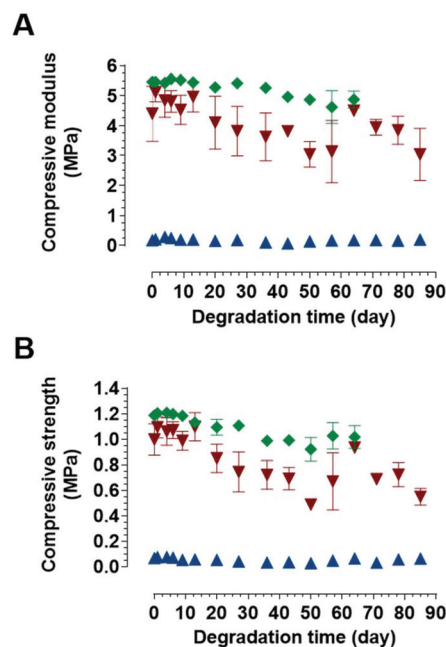 A
Compressive modulus
(MPa)
6
5
4
3
2
1
0
0 10 20 30 40 50 60 70 80 90
Degradation time (day)
B
Compressive strength
(MPa)
1.4
1.2
1.0
0.8
0.6
0.4
0.2
0.0
0 10 20 30 40 50 60 70 80 90
Degradation time (day)